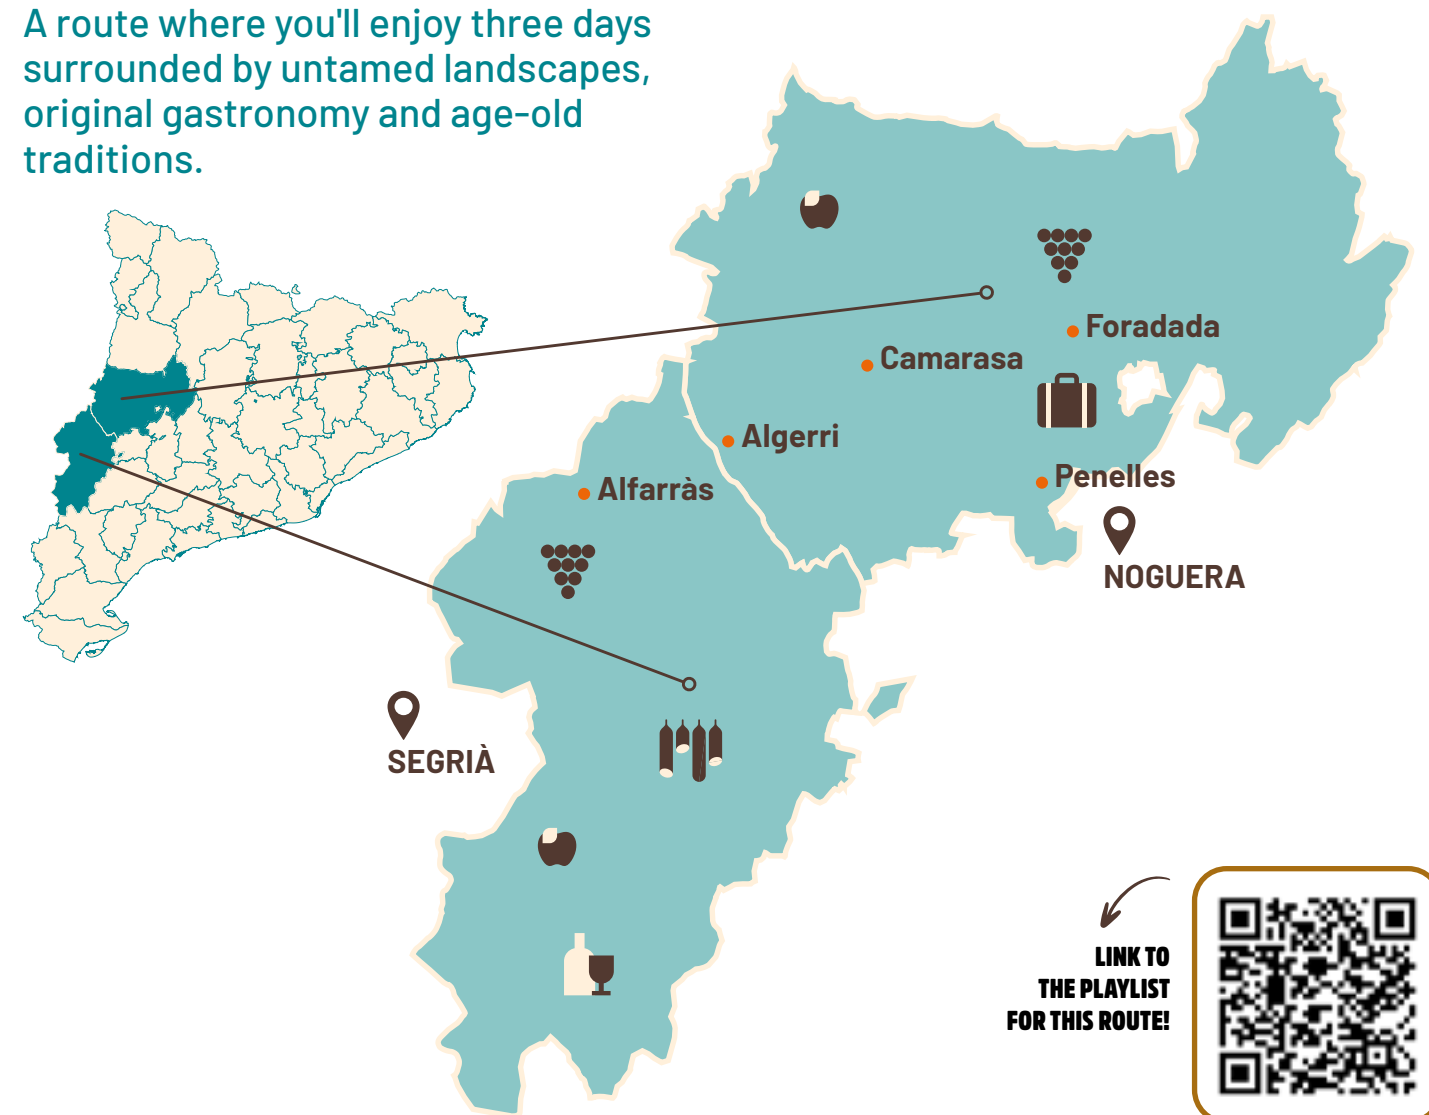 A route where you'll enjoy three days
surrounded by untamed landscapes,
original gastronomy and age-old
traditions.
Foradada
Camarasa
Algerri
Penelles
Alfarràs
NOGUERA
SEGRIÀ
LINK TO
THE PLAYLIST
FOR THIS ROUTE!